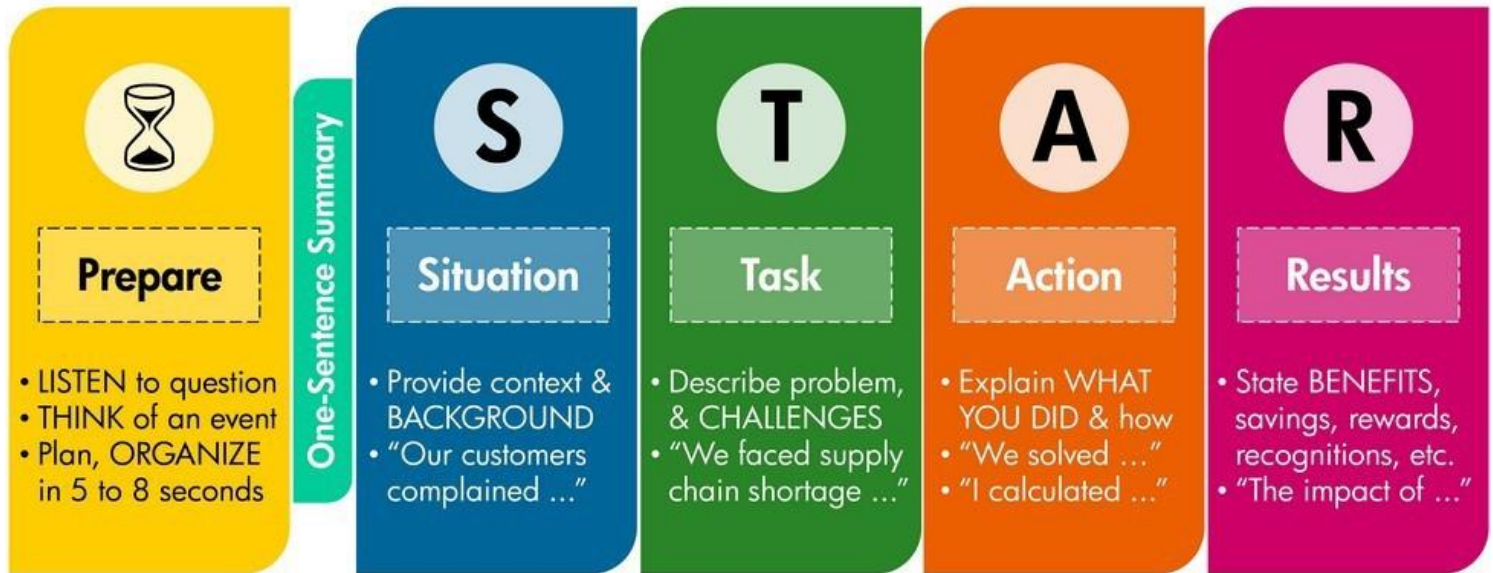 Prepare
• LISTEN to question
• THINK of an event
• Plan, ORGANIZE
in 5 to 8 seconds
One-Sentence Summary
S
Situation
• Provide context &
BACKGROUND
• “Our customers
complained ...”
T
Task
• Describe problem,
& CHALLENGES
• “We faced supply
chain shortage ...”
A
Action
• Explain WHAT
YOU DID & how
• “We solved ...”
• “I calculated ...”
R
Results
• State BENEFITS,
savings, rewards,
recognitions, etc.
• “The impact of ...”